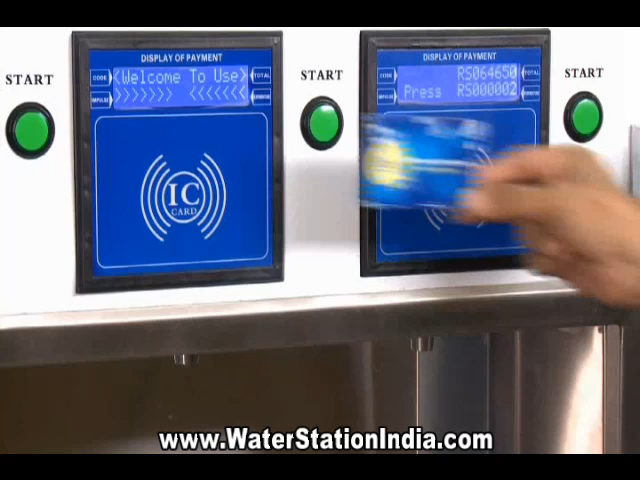 START
DISPLAY OF PAYMENT
CODE
<Welcome To Use>
TOTAL
IMPULSE
>>>>>>> <<<<<<<
IC
CARD
START
DISPLAY OF PAYMENT
CODE
RS064650
TOTAL
IMPULSE
Press RS000002
START
www.WaterStationIndia.com